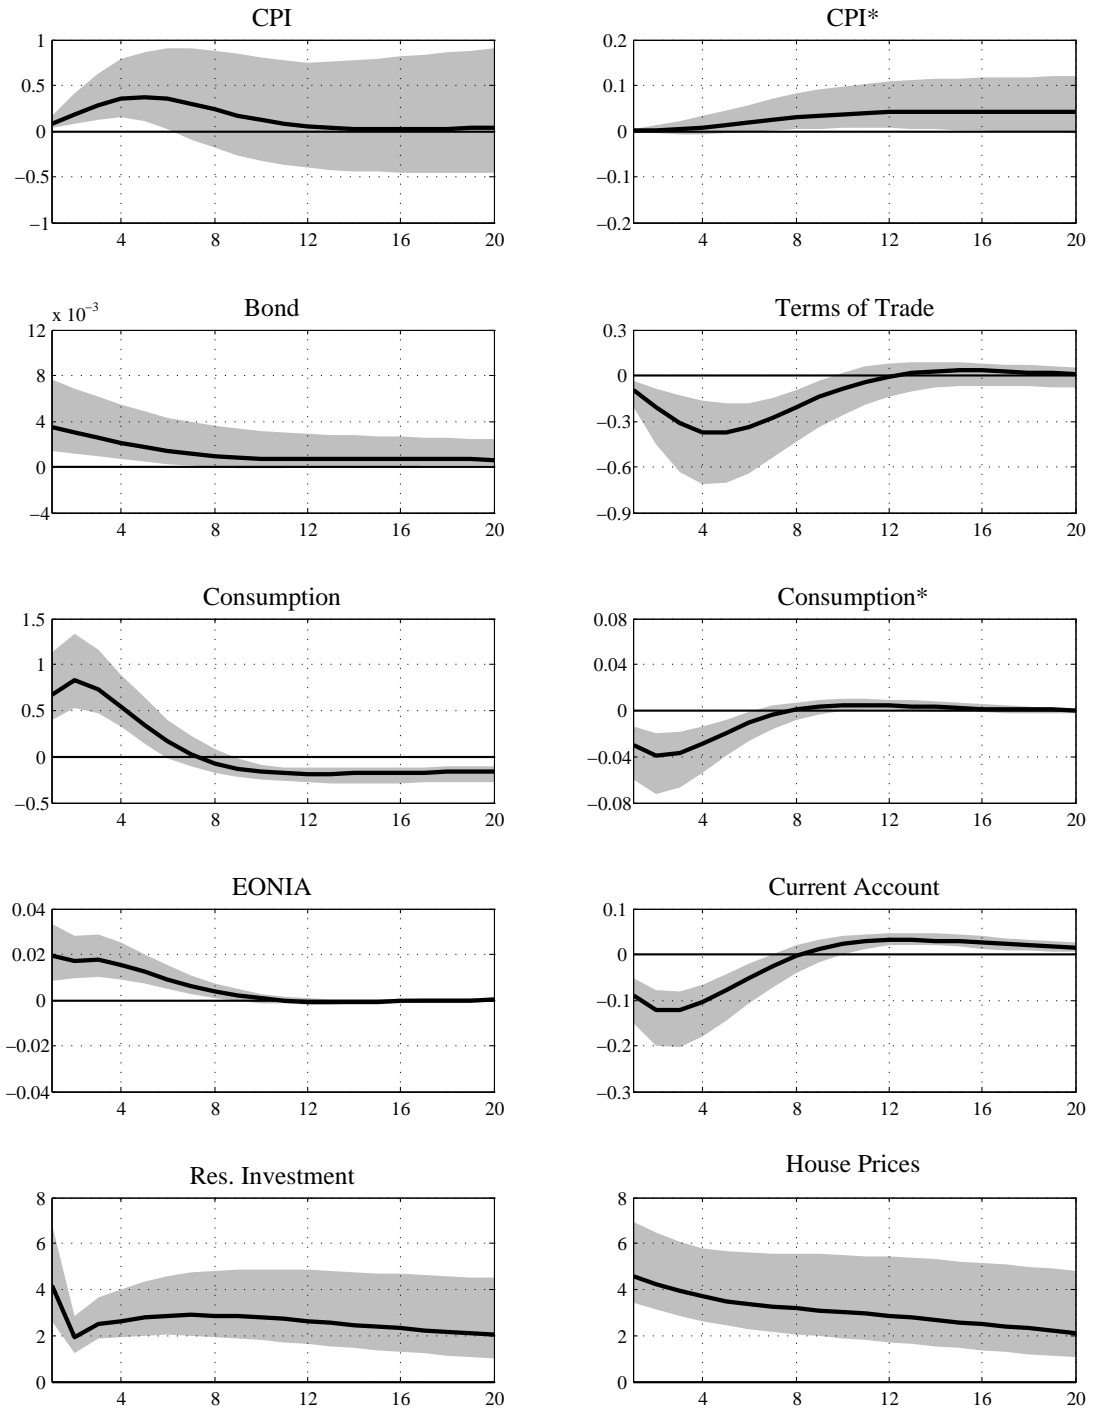 CPI
1
0.5
0
−0.5
−1
4 8 12 16 20
CPI*
0.2
0.1
0
−0.1
−0.2
4 8 12 16 20
Bond
x 10−3
12
8
4
0
−4
4 8 12 16 20
Terms of Trade
0.3
0
−0.3
−0.6
−0.9
4 8 12 16 20
Consumption
1.5
1
0.5
0
−0.5
4 8 12 16 20
Consumption*
0.08
0.04
0
−0.04
−0.08
4 8 12 16 20
EONIA
0.04
0.02
0
−0.02
−0.04
4 8 12 16 20
Current Account
0.1
0
−0.1
−0.2
−0.3
4 8 12 16 20
Res. Investment
8
6
4
2
0
4 8 12 16 20
House Prices
8
6
4
2
0
4 8 12 16 20